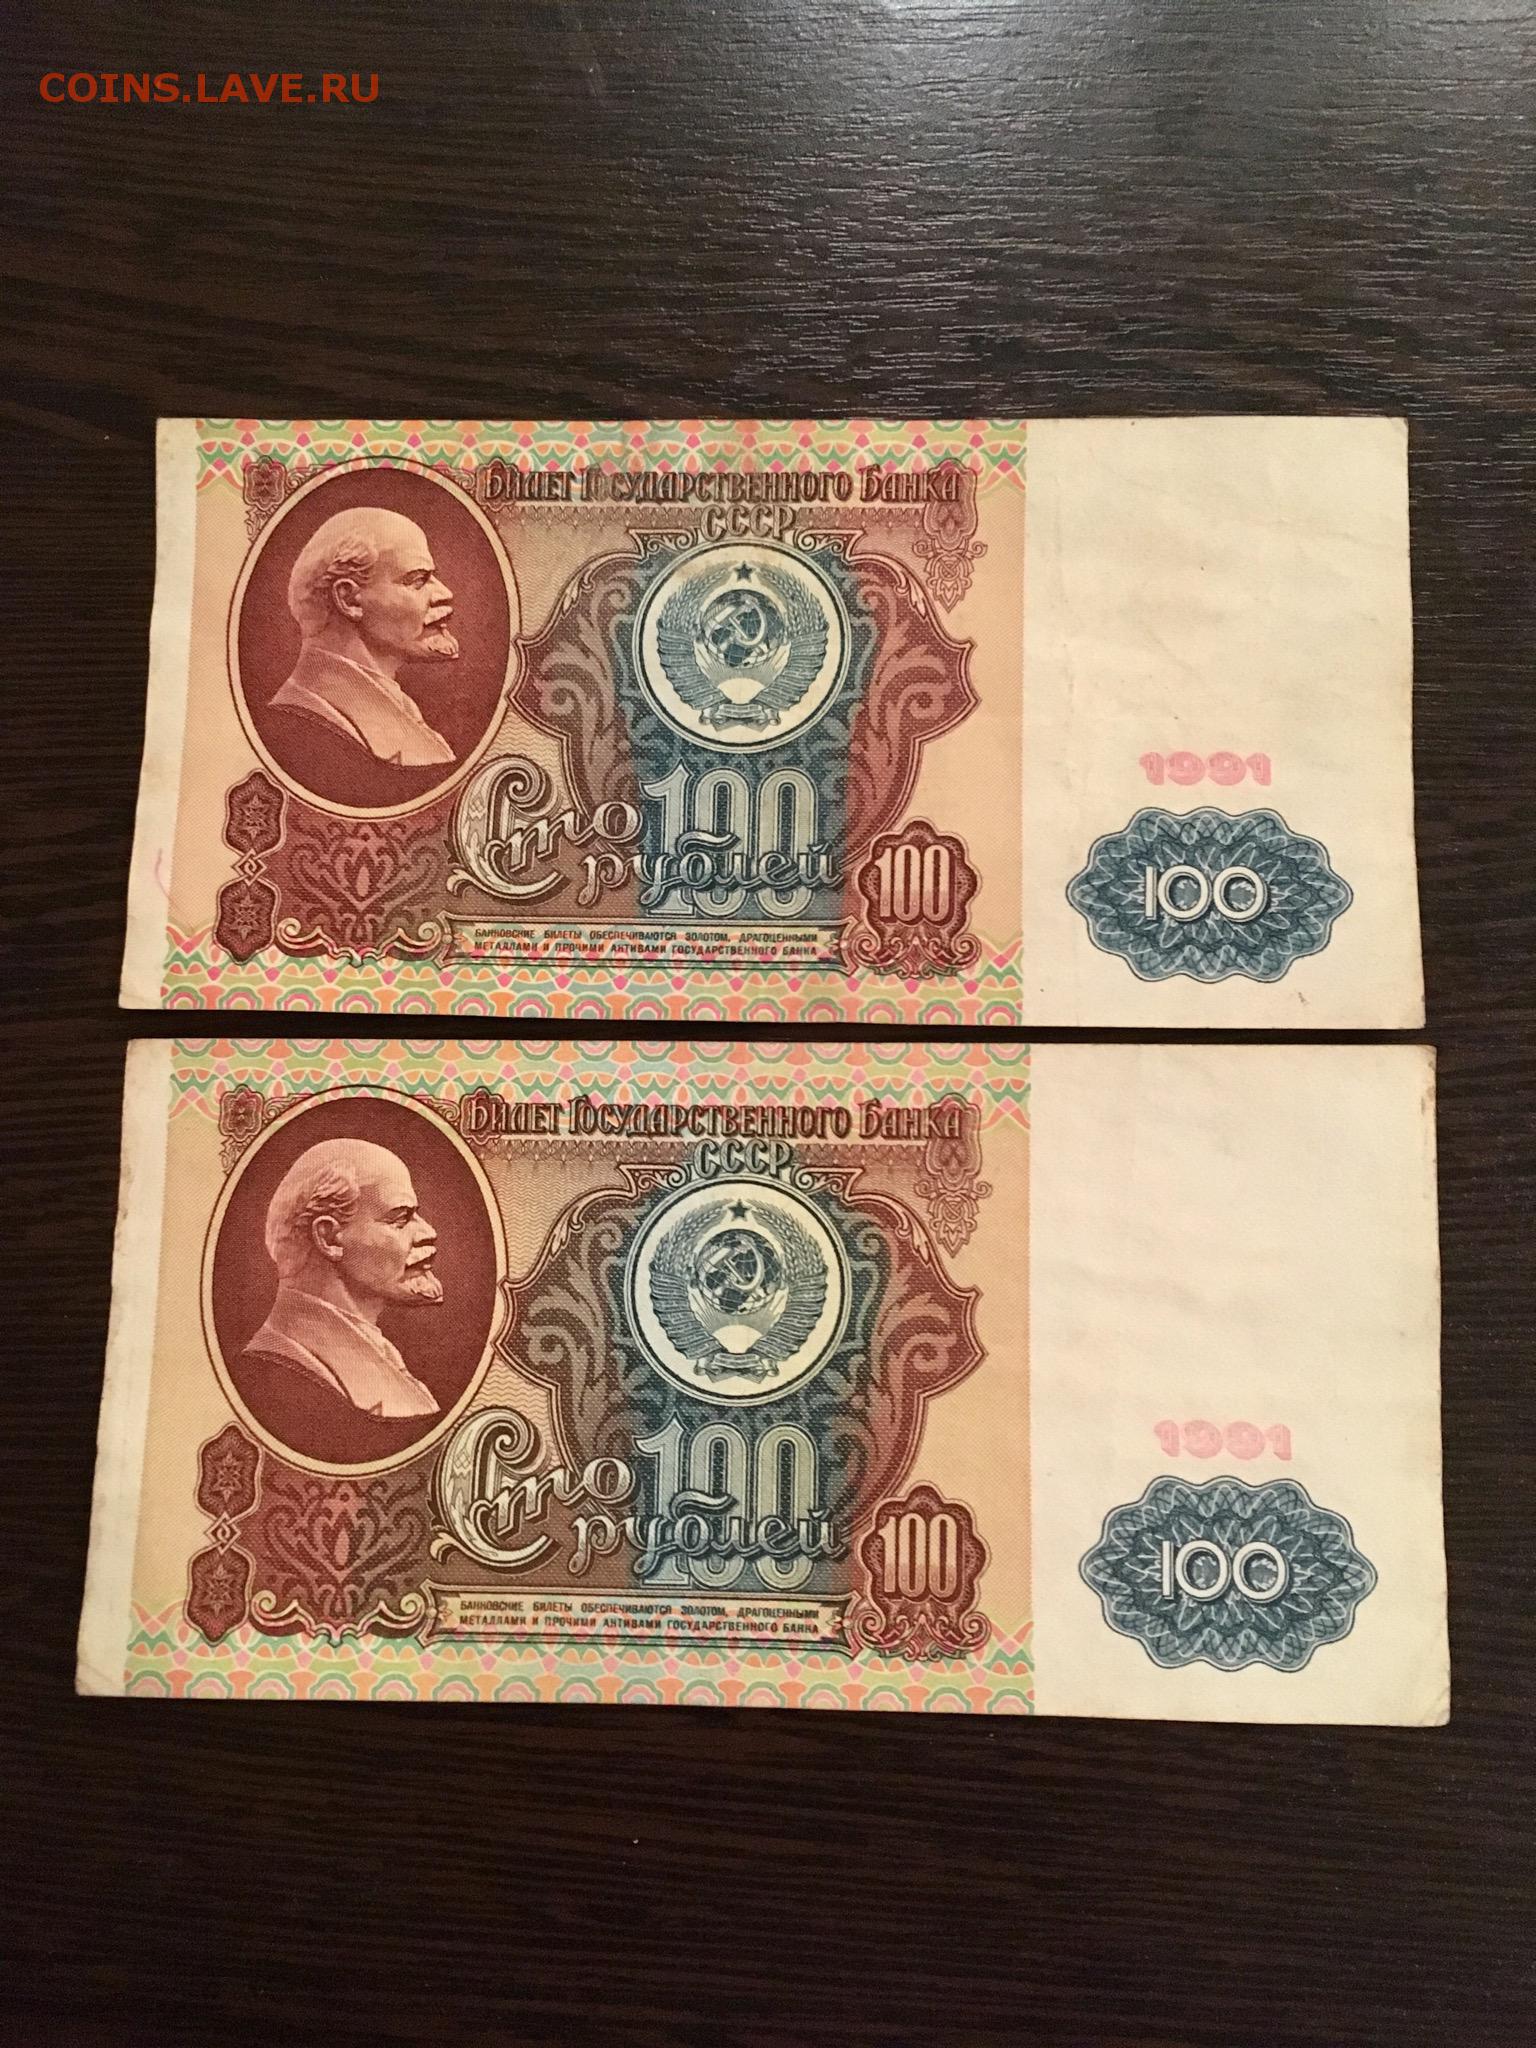 COINS.LAVE.RU
Билет Государственного Банка
СССР
100
Сто
рублей
100
БАНКОВСКИЕ БИЛЕТЫ ОБЕСПЕЧИВАЮТСЯ ЗОЛОТОМ, ДРАГОЦЕННЫМИ
МЕТАЛЛАМИ И ПРОЧИМИ АКТИВАМИ ГОСУДАРСТВЕННОГО БАНКА
1991
100
Билет Государственного Банка
СССР
100
Сто
рублей
100
БАНКОВСКИЕ БИЛЕТЫ ОБЕСПЕЧИВАЮТСЯ ЗОЛОТОМ, ДРАГОЦЕННЫМИ
МЕТАЛЛАМИ И ПРОЧИМИ АКТИВАМИ ГОСУДАРСТВЕННОГО БАНКА
1991
100